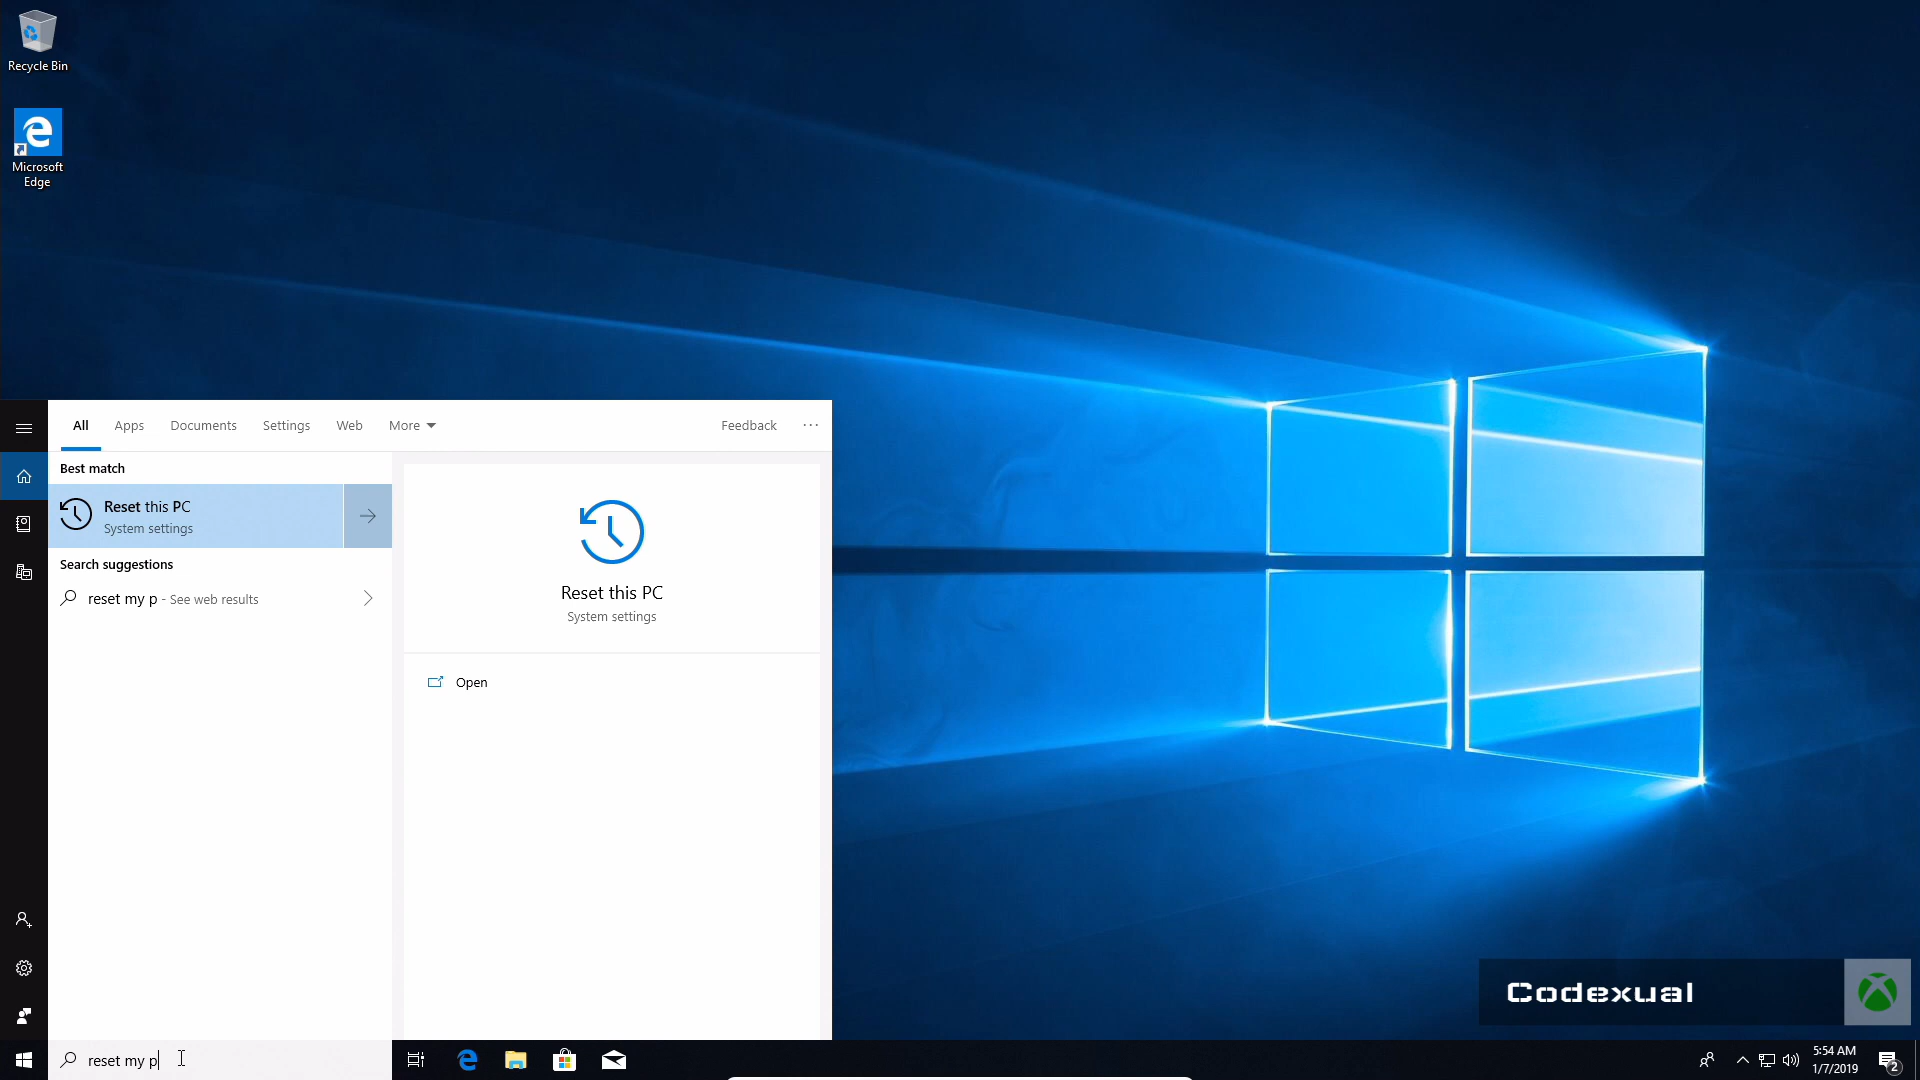 Recycle Bin
Microsoft
Edge
All
Apps
Documents
Settings
Web
More
Feedback
Best match
Reset this PC
System settings
Search suggestions
reset my p - See web results
Reset this PC
System settings
Open
Codexual
reset my p
5:54 AM
1/7/2019
2